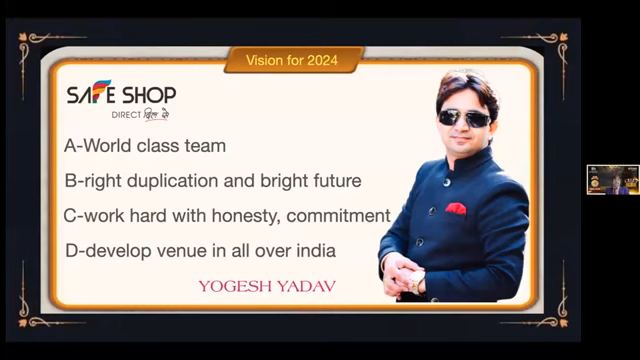 Vision for 2024
SAFE SHOP
DIRECT दिल से
A-World class team
B-right duplication and bright future
C-work hard with honesty, commitment
D-develop venue in all over india
YOGESH YADAV